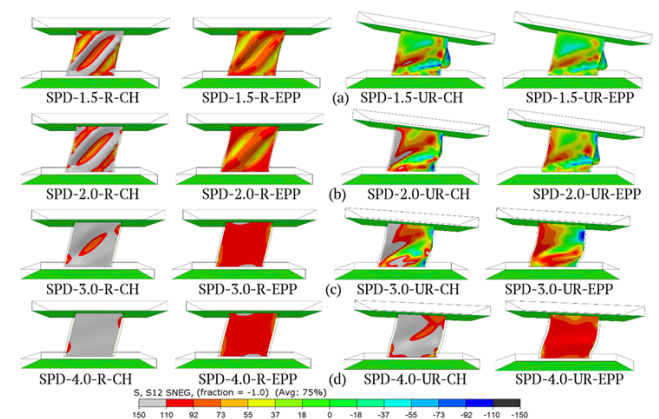 SPD-1.5-R-CH SPD-1.5-R-EPP (a) SPD-1.5-UR-CH SPD-1.5-UR-EPP
SPD-2.0-R-CH SPD-2.0-R-EPP (b) SPD-2.0-UR-CH SPD-2.0-UR-EPP
SPD-3.0-R-CH SPD-3.0-R-EPP (c) SPD-3.0-UR-CH SPD-3.0-UR-EPP
SPD-4.0-R-CH SPD-4.0-R-EPP (d) SPD-4.0-UR-CH SPD-4.0-UR-EPP
S, S12 SNEG, (fraction = -1.0) (Avg: 75%)
150 110 92 73 55 37 18 0 -18 -37 -55 -73 -92 -110 -150